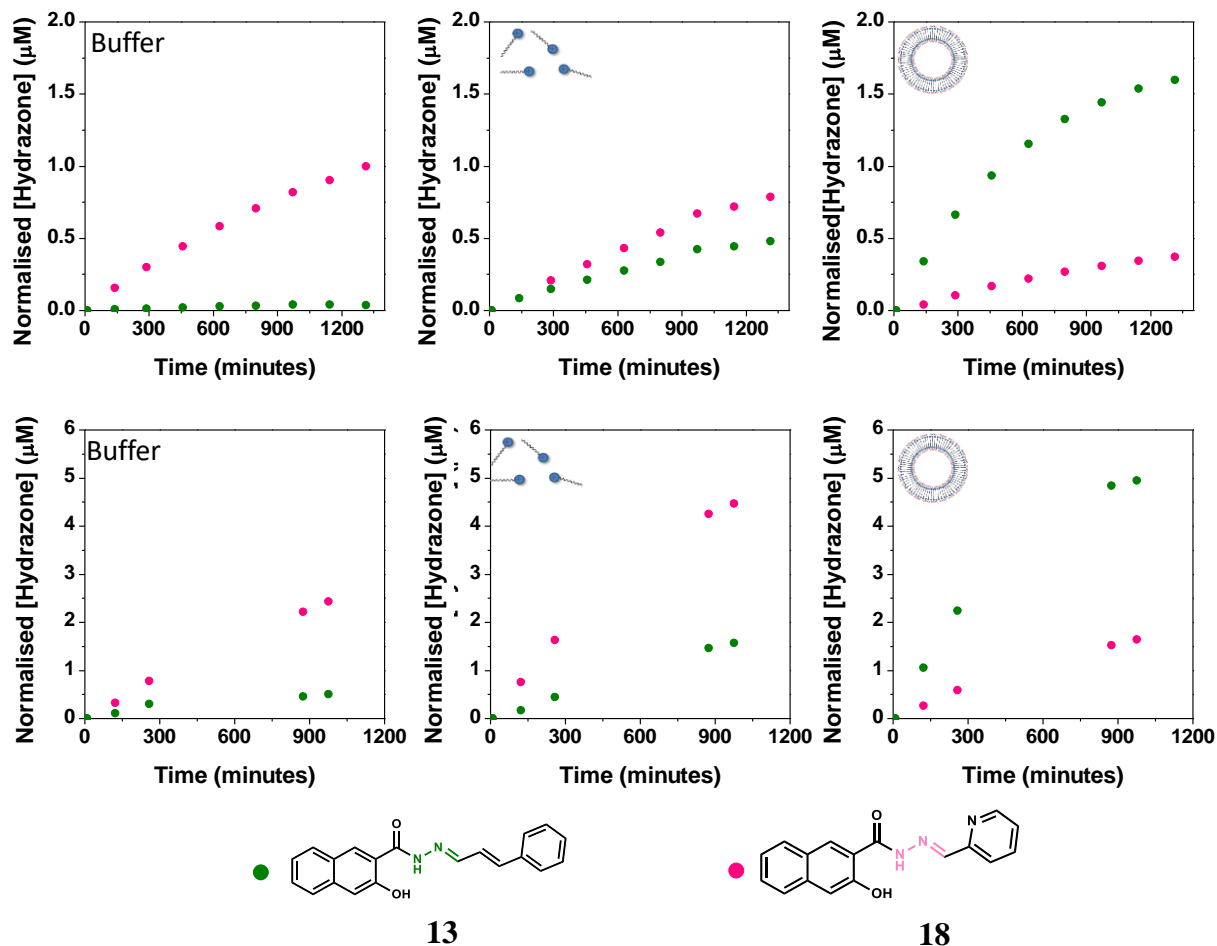 Buffer
Normalised [Hydrazone] (µM)
2.0
1.5
1.0
0.5
0.0
0 300 600 900 1200
Time (minutes)
Normalised [Hydrazone] (µM)
2.0
1.5
1.0
0.5
0.0
0 300 600 900 1200
Time (minutes)
Normalised[Hydrazone] (µM)
2.0
1.5
1.0
0.5
0.0
0 300 600 900 1200
Time (minutes)
Buffer
Normalised [Hydrazone] (µM)
6
5
4
3
2
1
0
0 300 600 900 1200
Time (minutes)
Normalised [Hydrazone] (µM)
6
5
4
3
2
1
0
0 300 600 900 1200
Time (minutes)
Normalised [Hydrazone] (µM)
6
5
4
3
2
1
0
0 300 600 900 1200
Time (minutes)
O
N
N
H
OH
13
O
N
N
H
N
OH
18